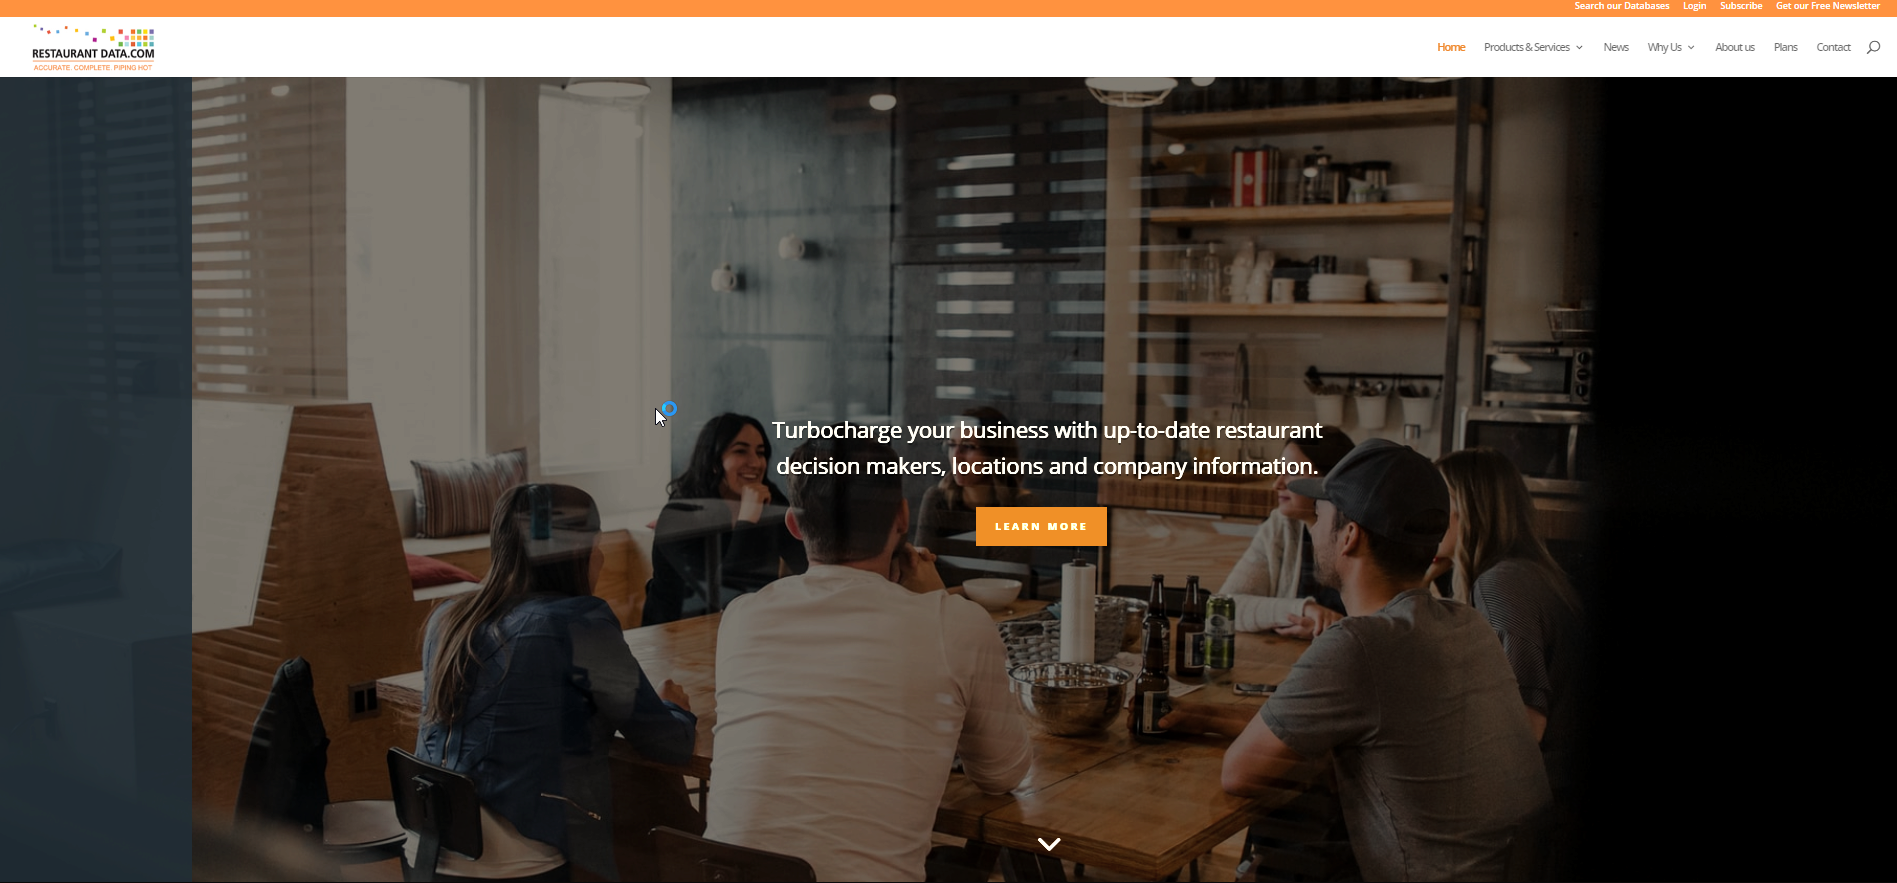 Search our Databases Login Subscribe Get our Free Newsletter
RESTAURANT DATA.COM
ACCURATE. COMPLETE. PIPING HOT
Home Products & Services News Why Us About us Plans Contact
Turbocharge your business with up-to-date restaurant
decision makers, locations and company information.
LEARN MORE